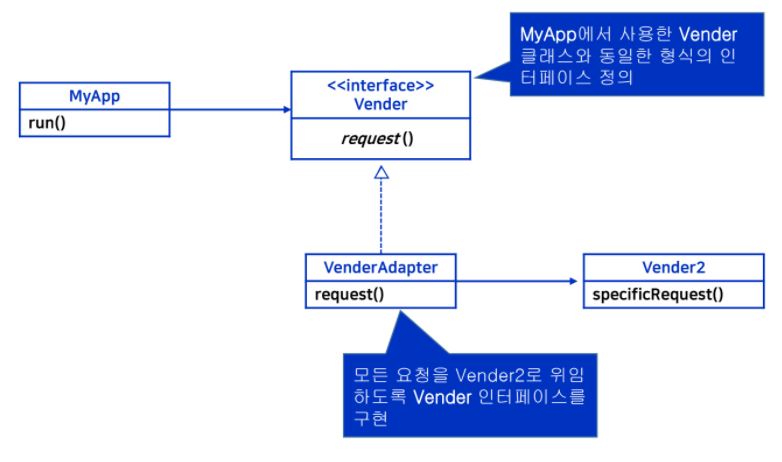 MyApp에서 사용한 Vender
클래스와 동일한 형식의 인
터페이스 정의
MyApp
run()
<<interface>>
Vender
request()
VenderAdapter
request()
Vender2
specificRequest()
모든 요청을 Vender2로 위임
하도록 Vender 인터페이스를
구현